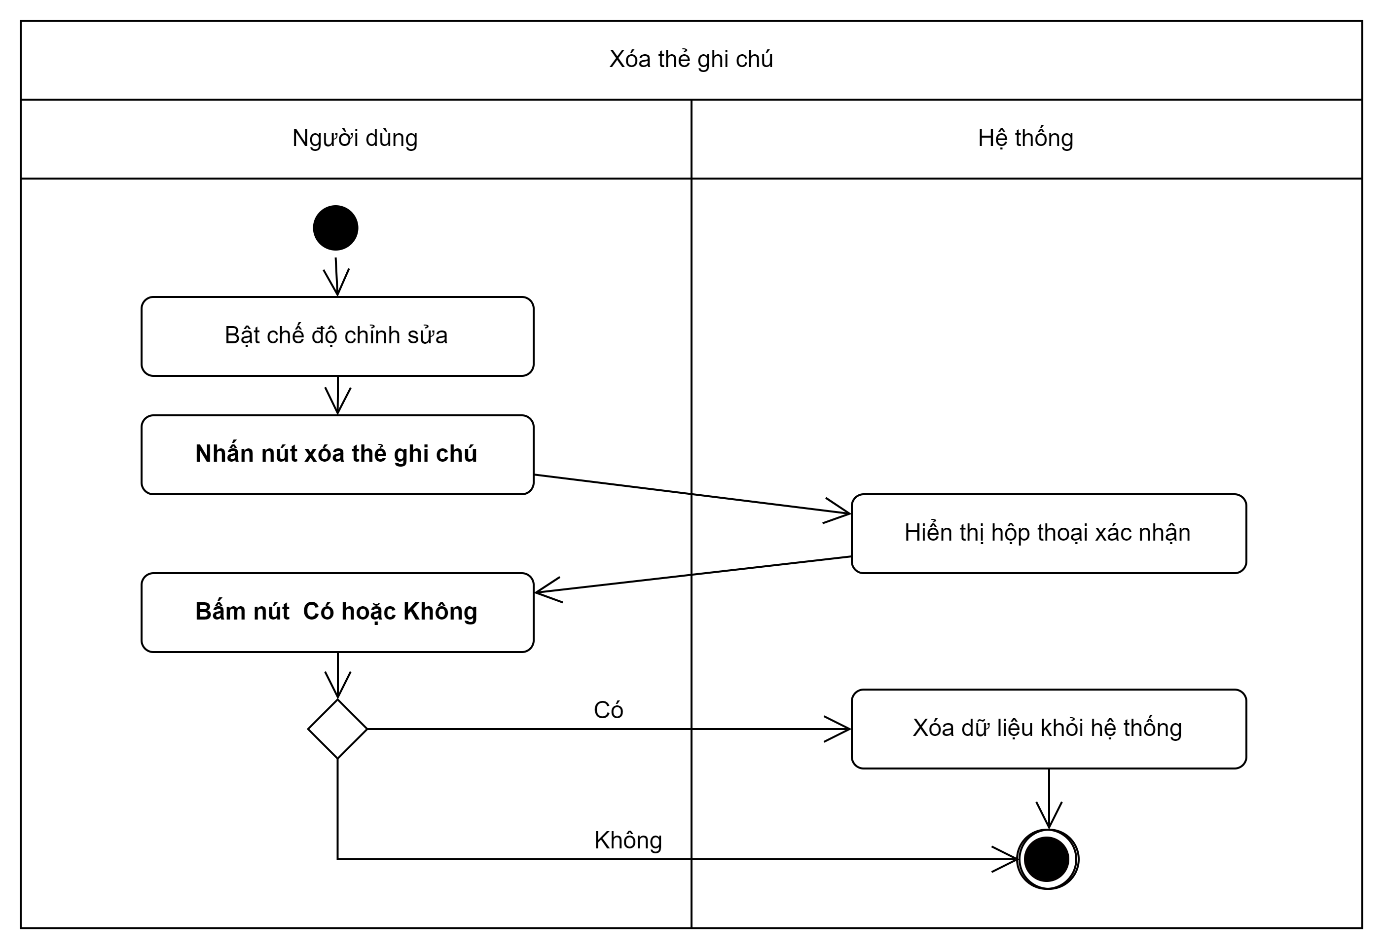 Xóa thẻ ghi chú
Người dùng
Hệ thống
Bật chế độ chỉnh sửa
Nhấn nút xóa thẻ ghi chú
Hiển thị hộp thoại xác nhận
Bấm nút  Có hoặc Không
Có
Xóa dữ liệu khỏi hệ thống
Không